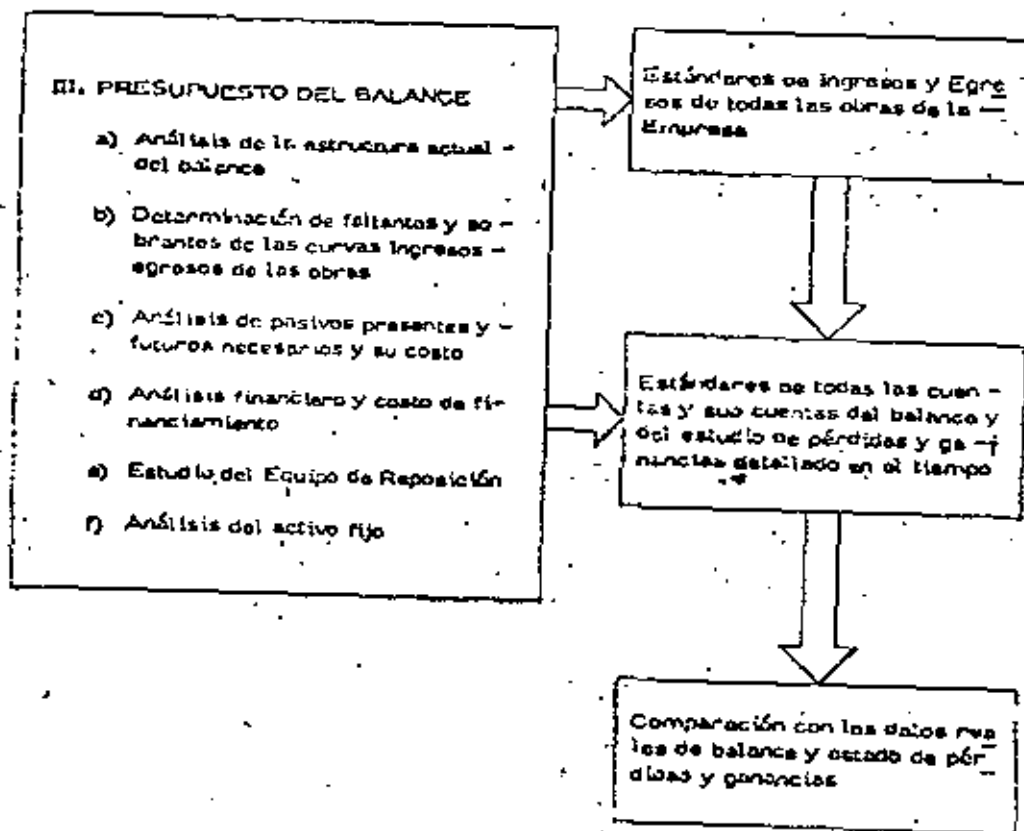 III. PRESUPUESTO DEL BALANCE
a) Análisis de la estructura actual -
del balance
b) Determinación de faltantes y so -
brantes de las curvas ingresos -
egresos de las obras
c) Análisis de pasivos presentes y -
futuros necesarios y su costo
d) Análisis financiero y costo de fi-
nanciamiento
e) Estudio del Equipo de Reposición
f) Análisis del activo fijo
Estándares de Ingresos y Egre
sos de todas las obras de la -
Empresa
Estándares de todas las cuen -
tas y sub cuentas del balance y
del estudio de pérdidas y ga -
nancias detallado en el tiempo
Comparación con los datos rea
les de balance y estado de pér
didas y ganancias